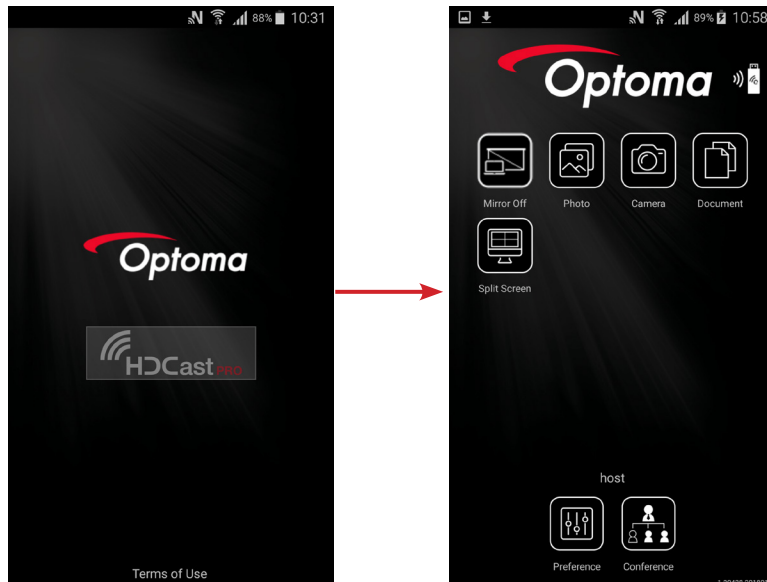 88% 10:31
Optoma
HDCast PRO
Terms of Use
89% 10:58
Optoma
Mirror Off Photo Camera Document
Split Screen
host
Preference Conference